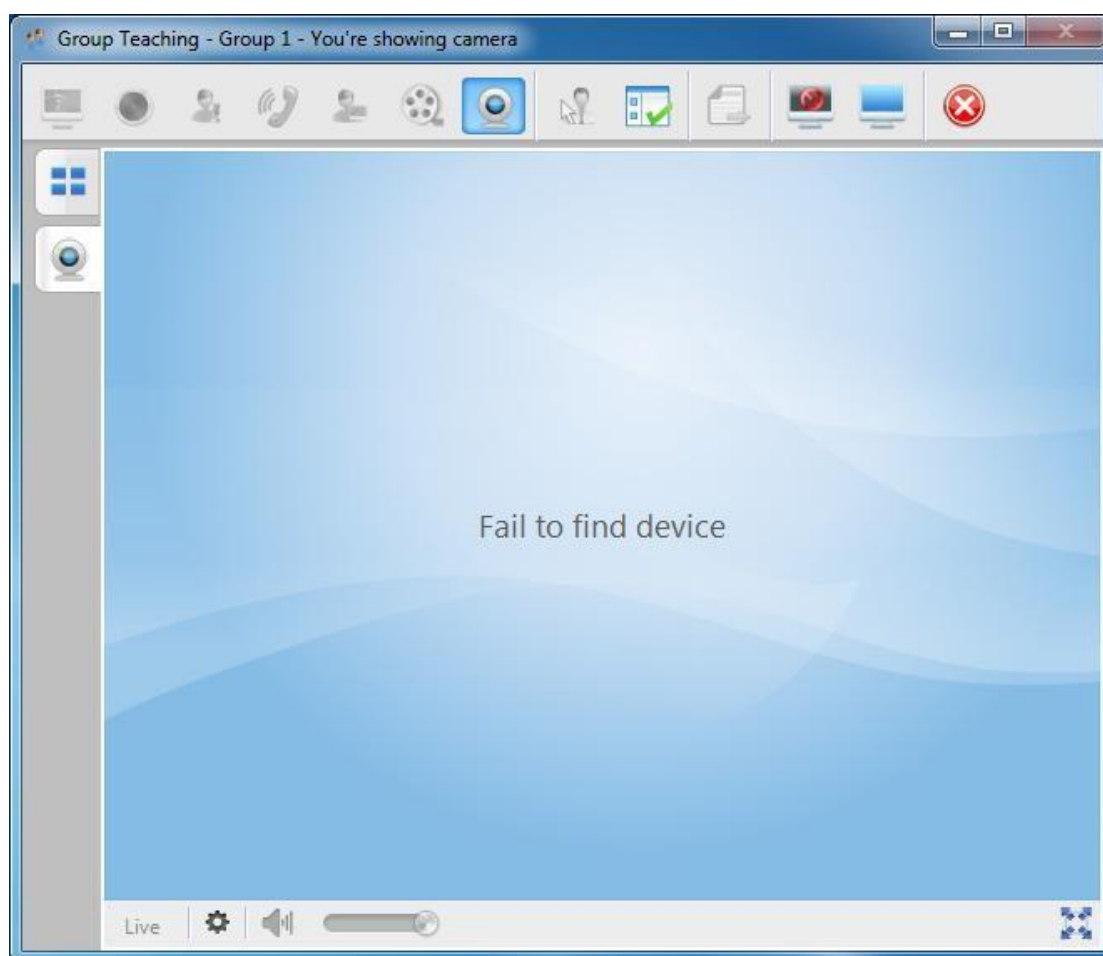 Group Teaching - Group 1 - You're showing camera
Fail to find device
Live